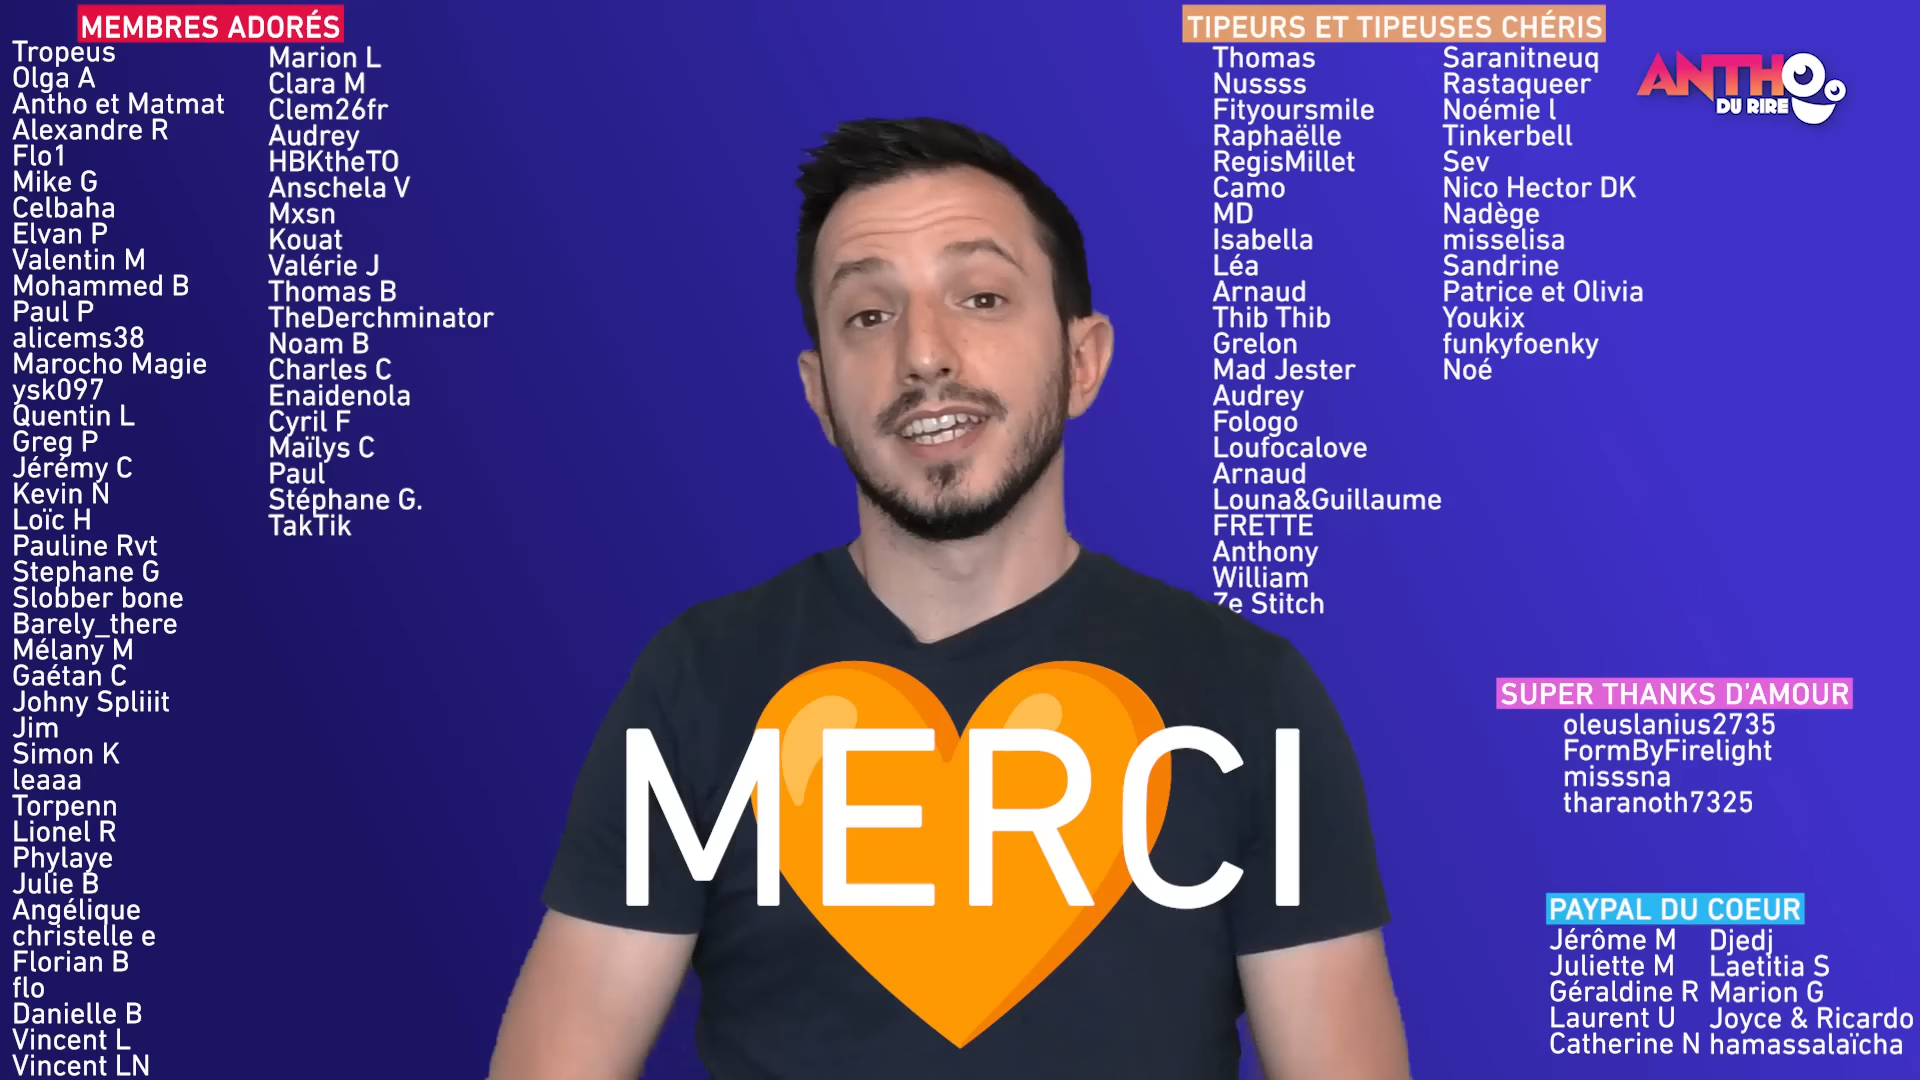 MEMBRES ADORÉS
Tropeus
Olga A
Antho et Matmat
Alexandre R
Flo1
Mike G
Celbaha
Elvan P
Valentin M
Mohammed B
Paul P
alicems38
Marocho Magie
ysk097
Quentin L
Greg P
Jérémy C
Kevin N
Loïc H
Pauline Rvt
Stephane G
Slobber bone
Barely_there
Mélany M
Gaétan C
Johny Spliiit
Jim
Simon K
leaaa
Torpenn
Lionel R
Phylaye
Julie B
Angélique
christelle e
Florian B
flo
Danielle B
Vincent L
Vincent LN
Marion L
Clara M
Clem26fr
Audrey
HBKtheTO
Anschela V
Mxsn
Kouat
Valérie J
Thomas B
TheDerchminator
Noam B
Charles C
Enaidenola
Cyril F
Maïlys C
Paul
Stéphane G.
TakTik
MERCI
TIPEURS ET TIPEUSES CHÉRIS
Thomas
Nussss
Fityoursmile
Raphaëlle
RegisMillet
Camo
MD
Isabella
Léa
Arnaud
Thib Thib
Grelon
Mad Jester
Audrey
Fologo
Loufocalove
Arnaud
Louna&Guillaume
FRETTE
Anthony
William
Ze Stitch
Saranitneuq
Rastaqueer
Noémie l
Tinkerbell
Sev
Nico Hector DK
Nadège
misselisa
Sandrine
Patrice et Olivia
Youkix
funkyfoenky
Noé
ANTHO
DU RIRE
SUPER THANKS D'AMOUR
oleuslanius2735
FormByFirelight
misssna
tharanoth7325
PAYPAL DU COEUR
Jérôme M
Juliette M
Géraldine R
Laurent U
Catherine N
Djedj
Laetitia S
Marion G
Joyce & Ricardo
hamassalaïcha